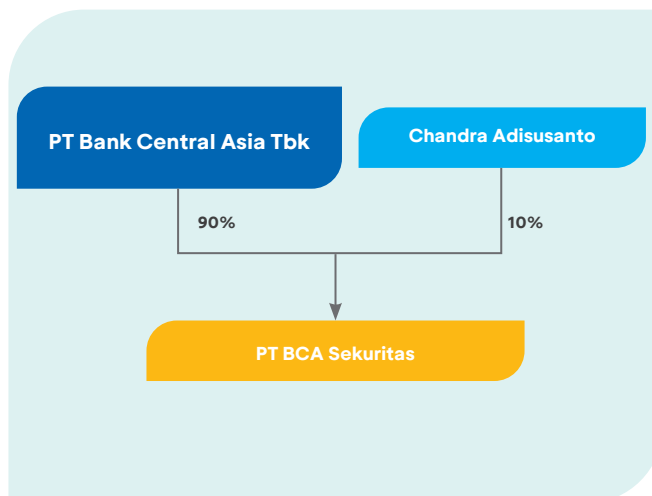 PT Bank Central Asia Tbk
Chandra Adisusanto
90%
10%
PT BCA Sekuritas